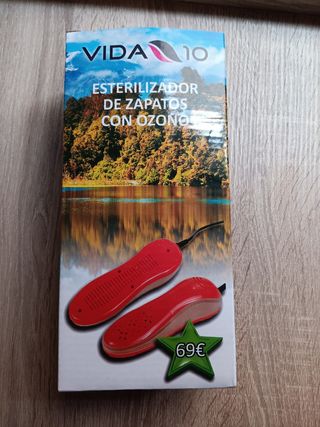 VIDA 10
ESTERILIZADOR
DE ZAPATOS
CON OZONO
69€